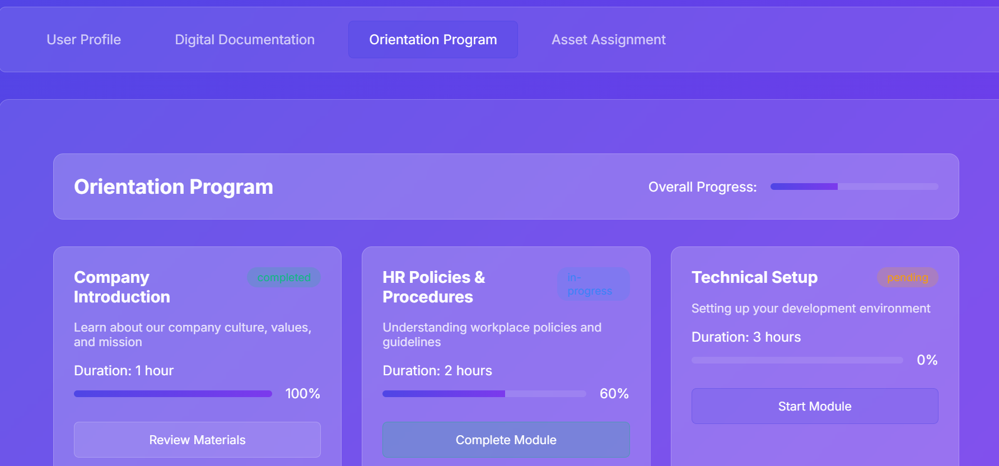 User Profile
Digital Documentation
Orientation Program
Asset Assignment
Orientation Program
Overall Progress:
Company
Introduction
completed
Learn about our company culture, values,
and mission
Duration: 1 hour
100%
Review Materials
HR Policies &
Procedures
in-
progress
Understanding workplace policies and
guidelines
Duration: 2 hours
60%
Complete Module
Technical Setup
pending
Setting up your development environment
Duration: 3 hours
0%
Start Module